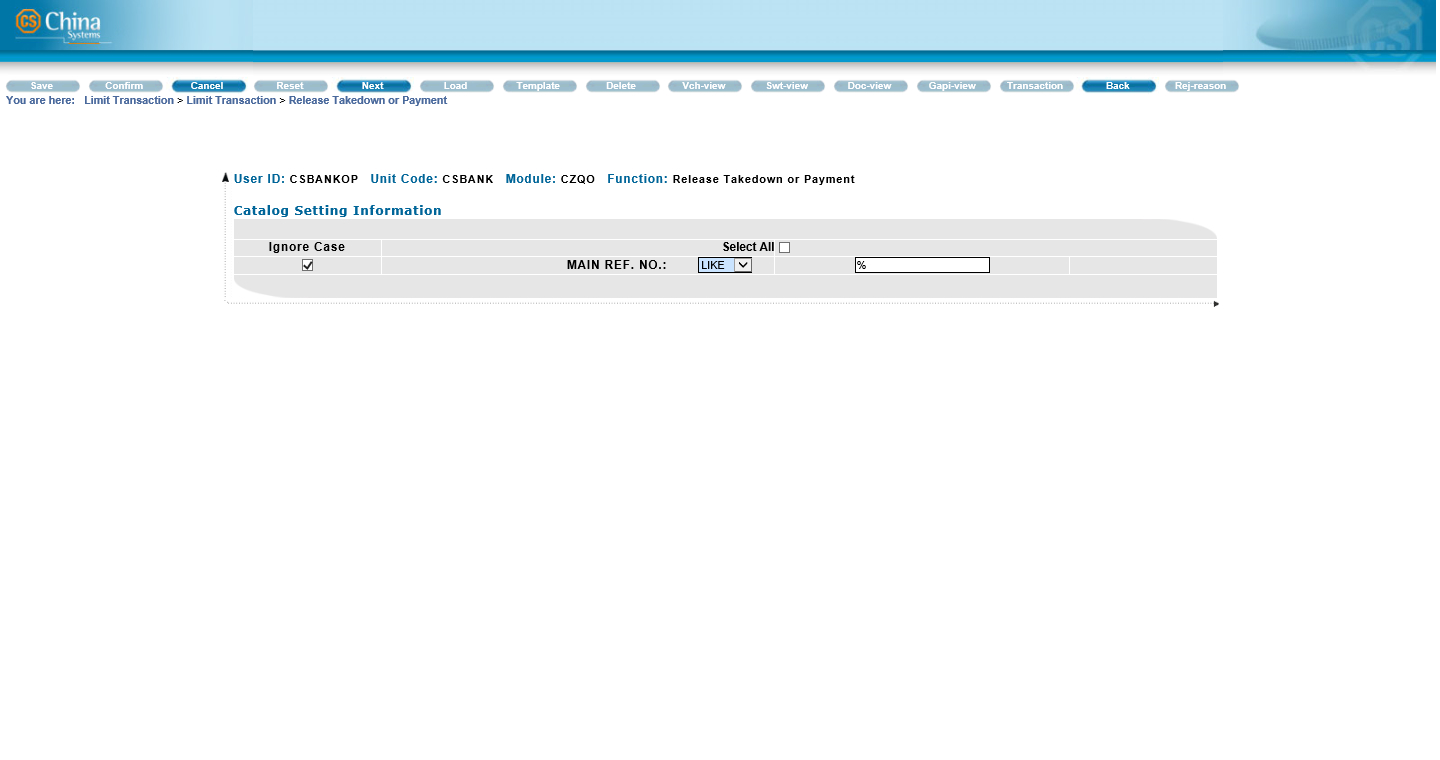 CS China
Systems
Save Confirm Cancel Reset Next Load Template Delete Vch-view Swt-view Doc-view Gapi-view Transaction Back Rej-reason
You are here: Limit Transaction > Limit Transaction > Release Takedown or Payment
User ID: CSBANKOP Unit Code: CSBANK Module: CZQO Function: Release Takedown or Payment
Catalog Setting Information
Ignore Case Select All
MAIN REF. NO.: LIKE %